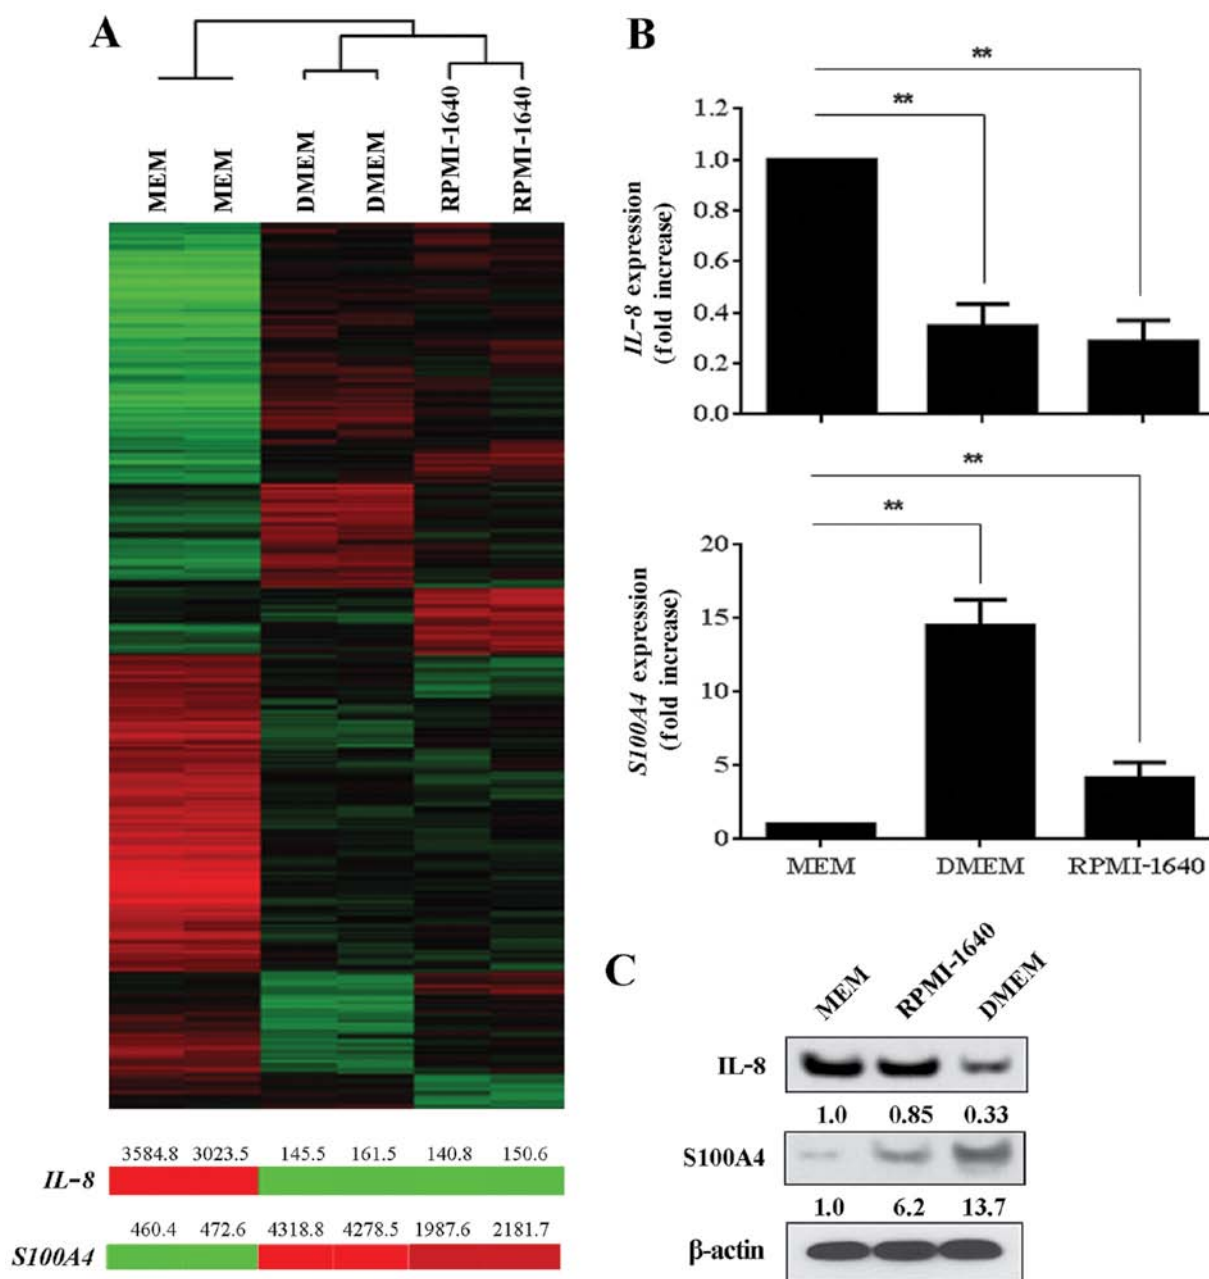 A
MEM
MEM
DMEM
DMEM
RPMI-1640
RPMI-1640
3584.8 3023.5 145.5 161.5 140.8 150.6
IL-8
460.4 472.6 4318.8 4278.5 1987.6 2181.7
S100A4
B
**
**
IL-8 expression
(fold increase)
1.2
1.0
0.8
0.6
0.4
0.2
0.0
**
**
S100A4 expression
(fold increase)
20
15
10
5
0
MEM DMEM RPMI-1640
C
MEM RPMI-1640 DMEM
IL-8
1.0 0.85 0.33
S100A4
1.0 6.2 13.7
β-actin